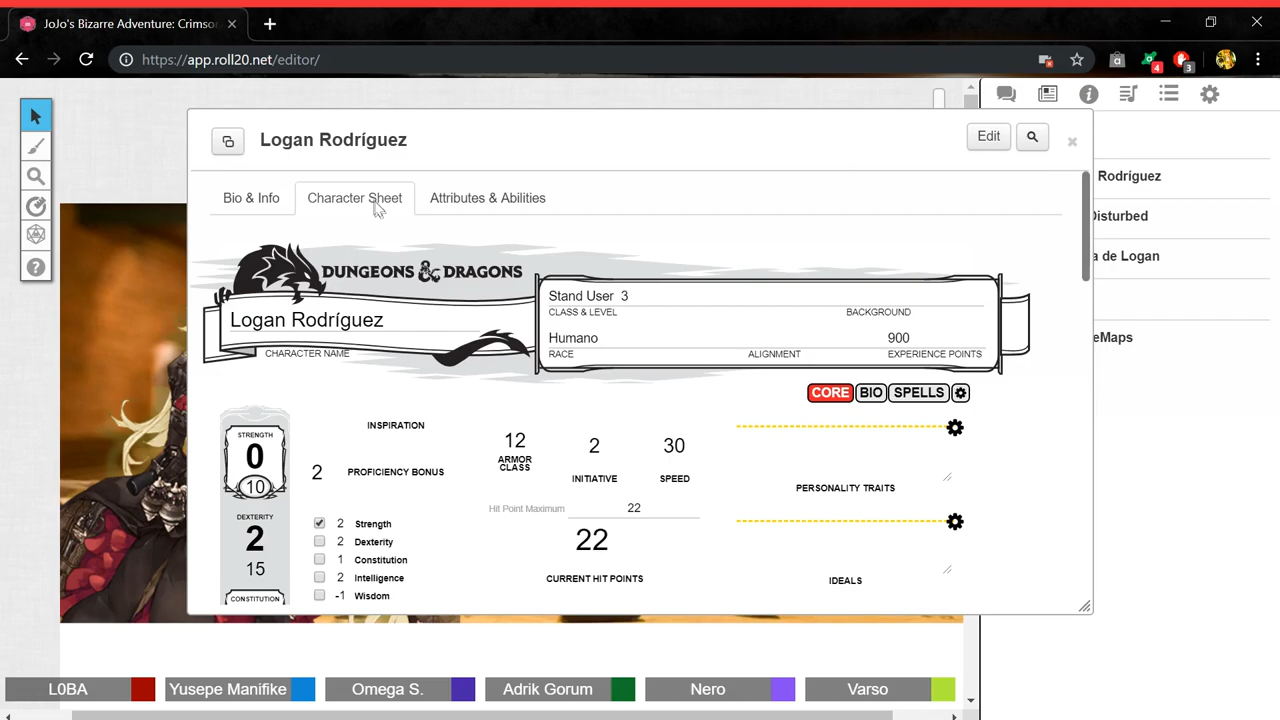 JoJo's Bizarre Adventure: Crimso
https://app.roll20.net/editor/
4
3
Logan Rodríguez
Edit
Bio & Info
Character Sheet
Attributes & Abilities
Rodríguez
Disturbed
a de Logan
eMaps
DUNGEONS & DRAGONS
Logan Rodríguez
CHARACTER NAME
Stand User 3
CLASS & LEVEL
BACKGROUND
Humano
900
RACE
ALIGNMENT
EXPERIENCE POINTS
CORE
BIO
SPELLS
STRENGTH
0
10
DEXTERITY
2
15
CONSTITUTION
INSPIRATION
2 PROFICIENCY BONUS
2 Strength
2 Dexterity
1 Constitution
2 Intelligence
-1 Wisdom
12
ARMOR
CLASS
2
INITIATIVE
30
SPEED
Hit Point Maximum 22
22
CURRENT HIT POINTS
PERSONALITY TRAITS
IDEALS
L0BA
Yusepe Manifike
Omega S.
Adrik Gorum
Nero
Varso